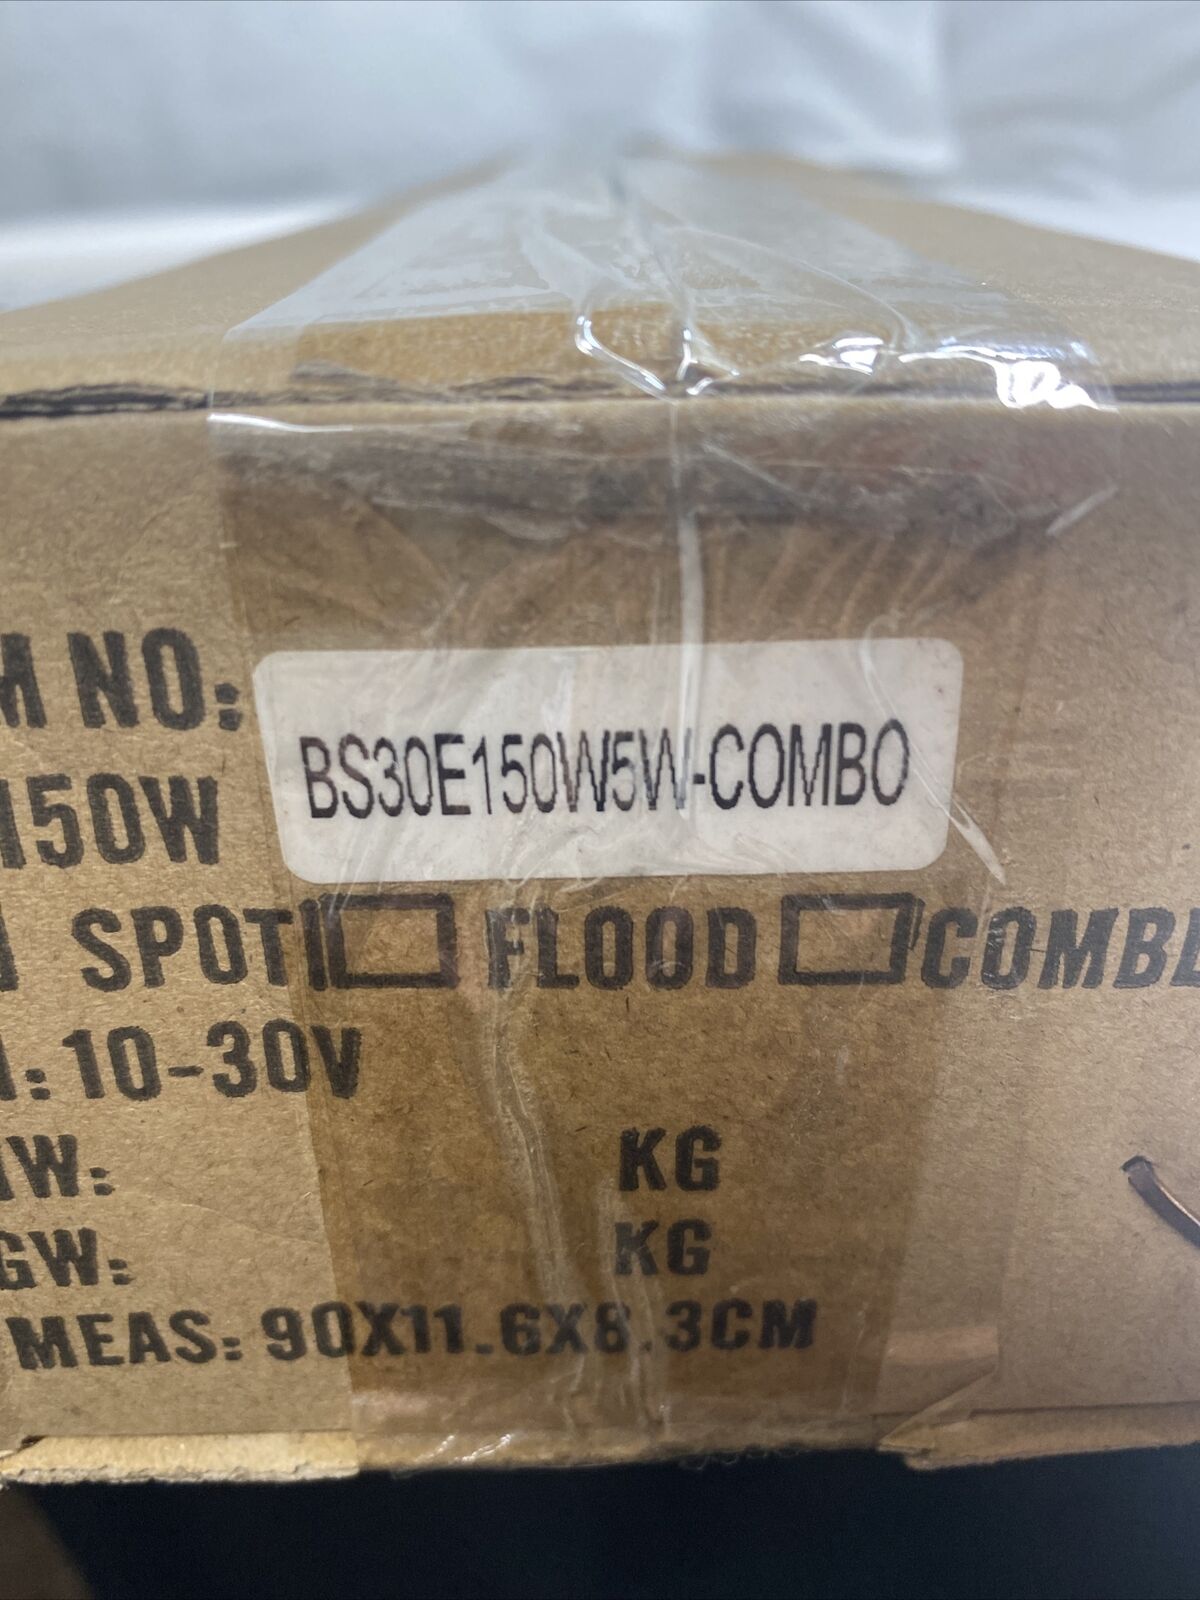 M NO:
BS30E150W5W-COMBO
150W
SPOT FLOOD COMB
: 10-30V
W: KG
GW: KG
MEAS: 90X11.6X8.3CM